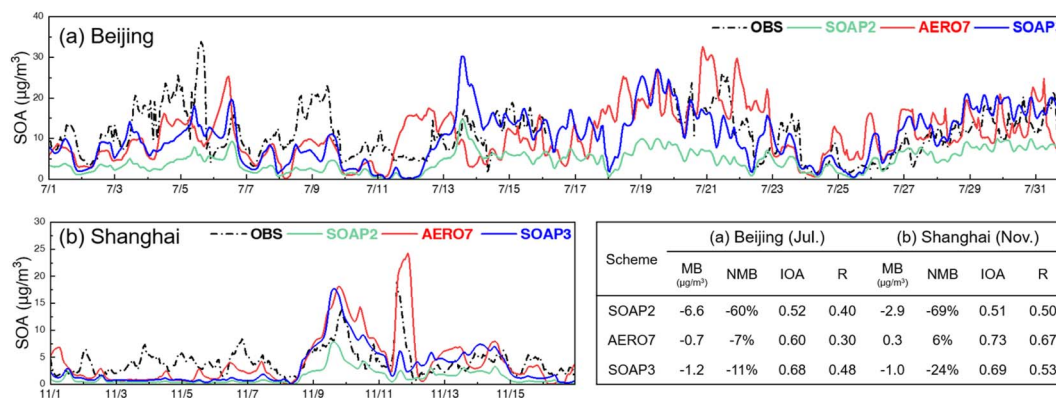 (a) Beijing
OBS SOAP2 AERO7 SOAP
SOA (μg/m³)
40
30
20
10
0
7/1 7/3 7/5 7/7 7/9 7/11 7/13 7/15 7/17 7/19 7/21 7/23 7/25 7/27 7/29 7/31
(b) Shanghai
OBS SOAP2 AERO7 SOAP3
SOA (μg/m³)
30
25
20
15
10
5
0
11/1 11/3 11/5 11/7 11/9 11/11 11/13 11/15
(a) Beijing (Jul.) (b) Shanghai (Nov.)
Scheme MB (μg/m³) NMB IOA R MB (μg/m³) NMB IOA R
SOAP2 -6.6 -60% 0.52 0.40 -2.9 -69% 0.51 0.50
AERO7 -0.7 -7% 0.60 0.30 0.3 6% 0.73 0.67
SOAP3 -1.2 -11% 0.68 0.48 -1.0 -24% 0.69 0.53